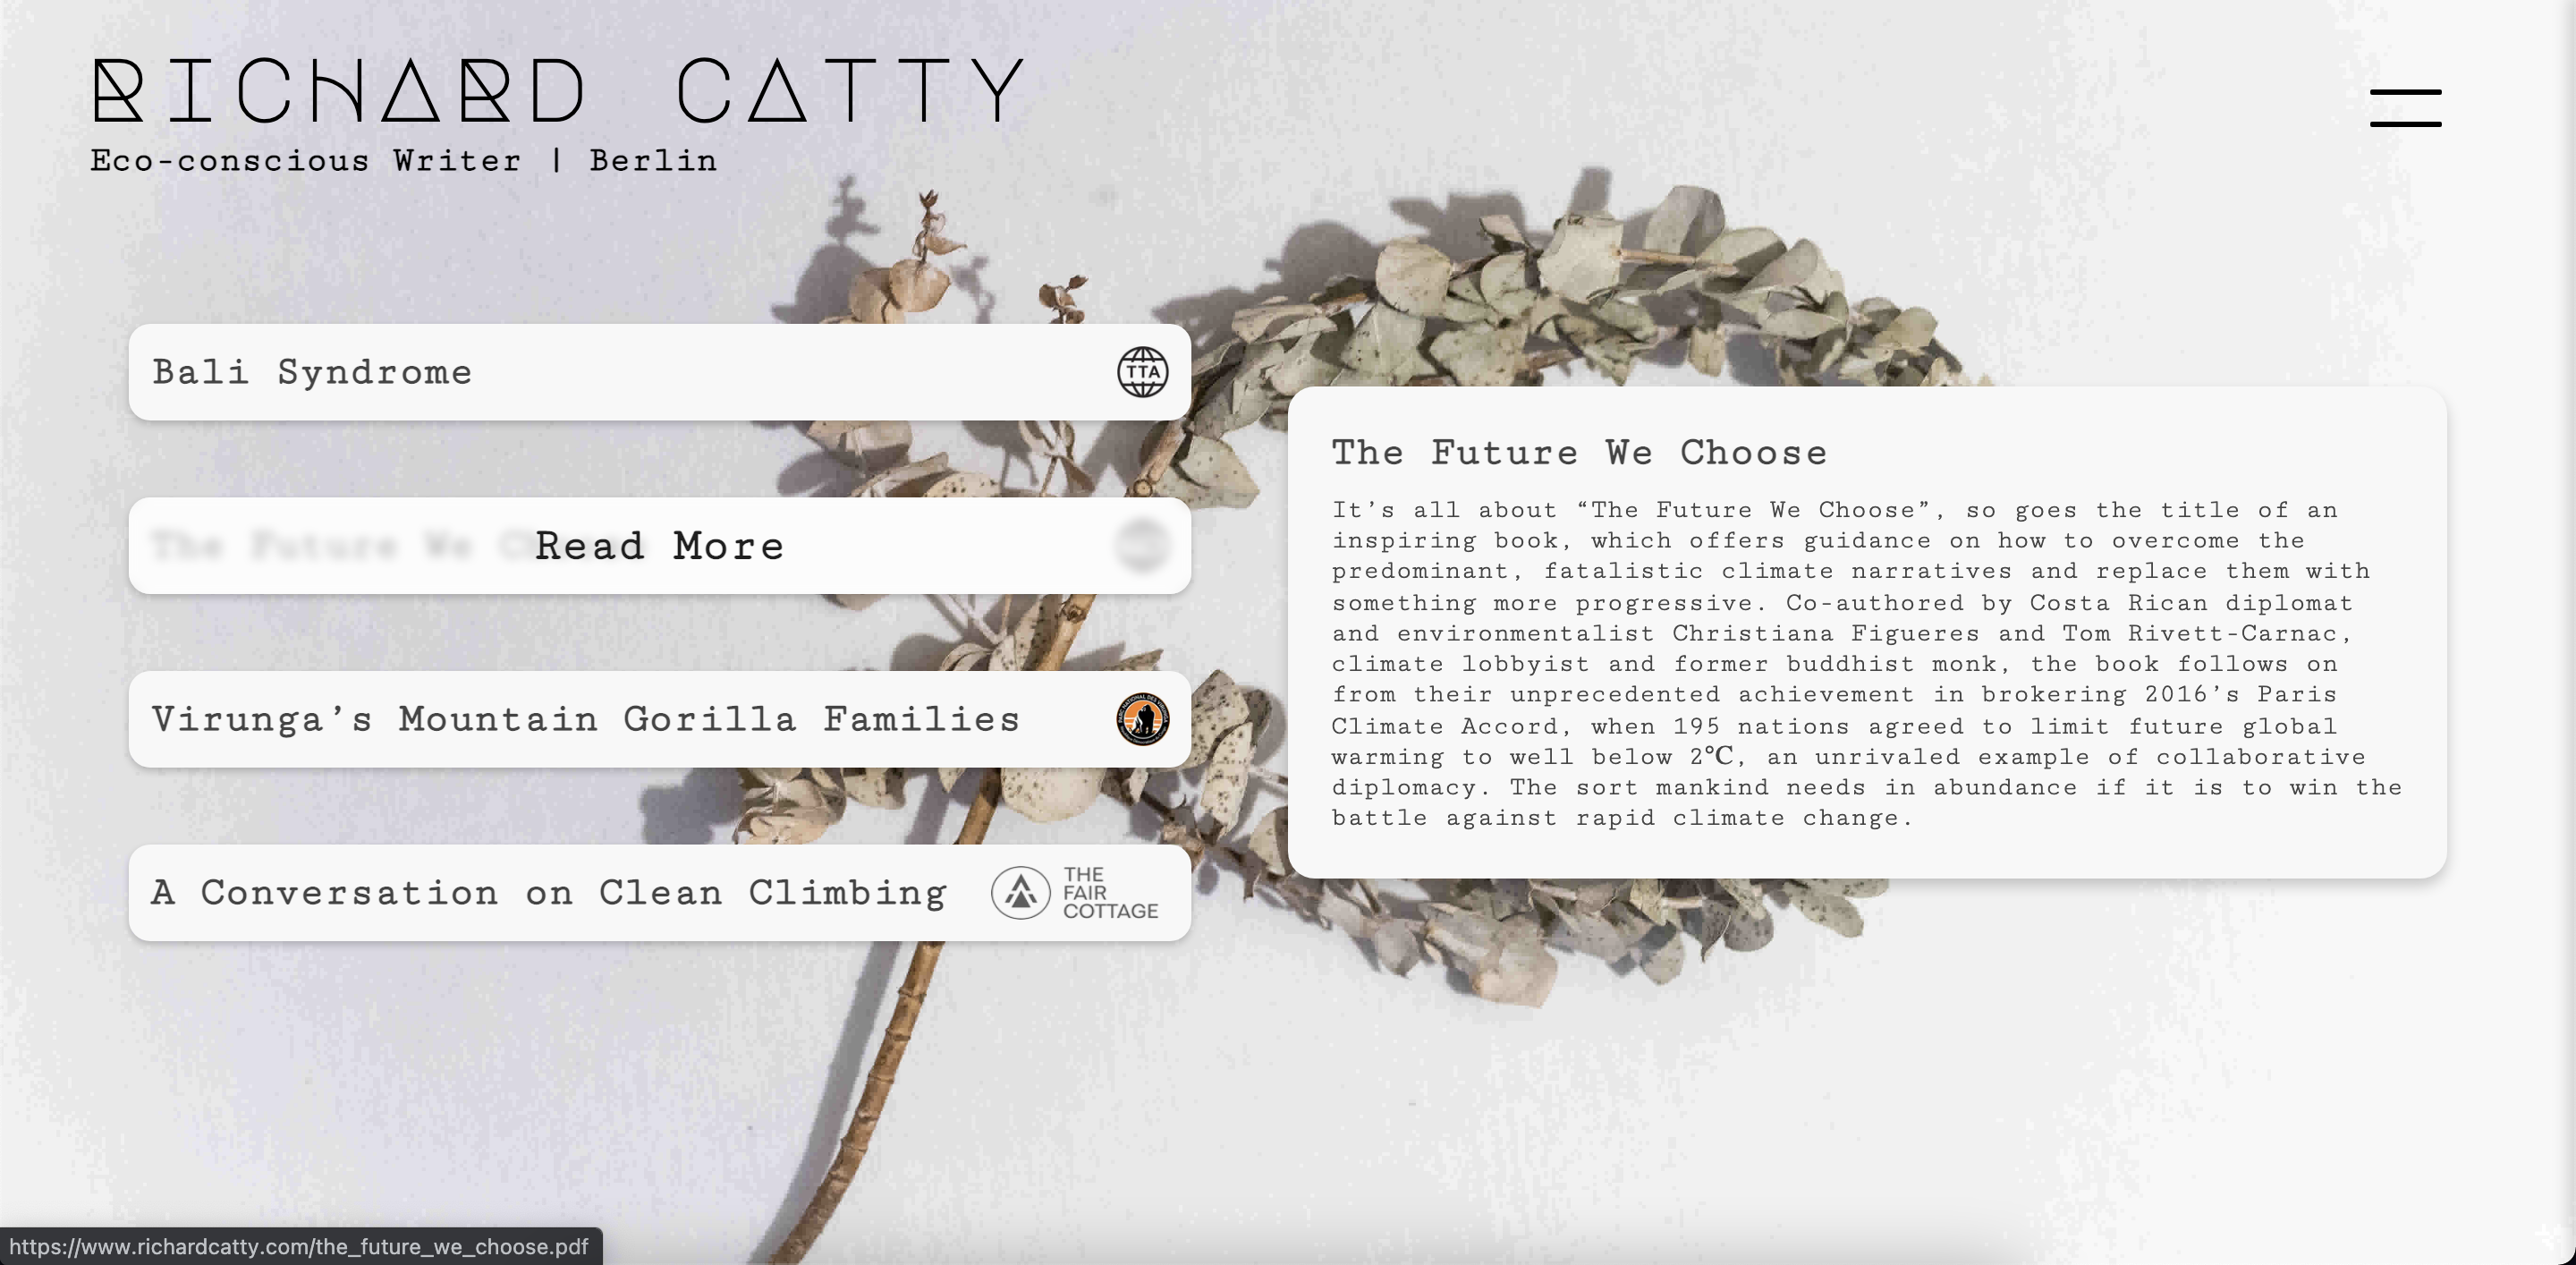 RICHARD CATTY
Eco-conscious Writer | Berlin
Bali Syndrome
TTA
The Future We Choose
Read More
Virunga’s Mountain Gorilla Families
A Conversation on Clean Climbing
THE
FAIR
COTTAGE
The Future We Choose
It’s all about “The Future We Choose”, so goes the title of an
inspiring book, which offers guidance on how to overcome the
predominant, fatalistic climate narratives and replace them with
something more progressive. Co-authored by Costa Rican diplomat
and environmentalist Christiana Figueres and Tom Rivett-Carnac,
climate lobbyist and former buddhist monk, the book follows on
from their unprecedented achievement in brokering 2016’s Paris
Climate Accord, when 195 nations agreed to limit future global
warming to well below 2℃, an unrivaled example of collaborative
diplomacy. The sort mankind needs in abundance if it is to win the
battle against rapid climate change.
https://www.richardcatty.com/the_future_we_choose.pdf